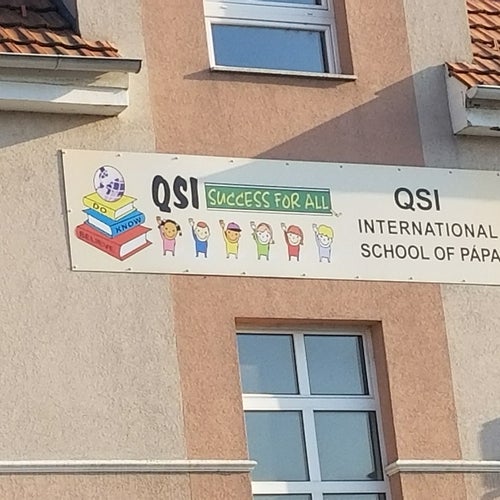 DO
KNOW
BELIEVE
QSI SUCCESS FOR ALL
QSI
INTERNATIONAL
SCHOOL OF PÁPA